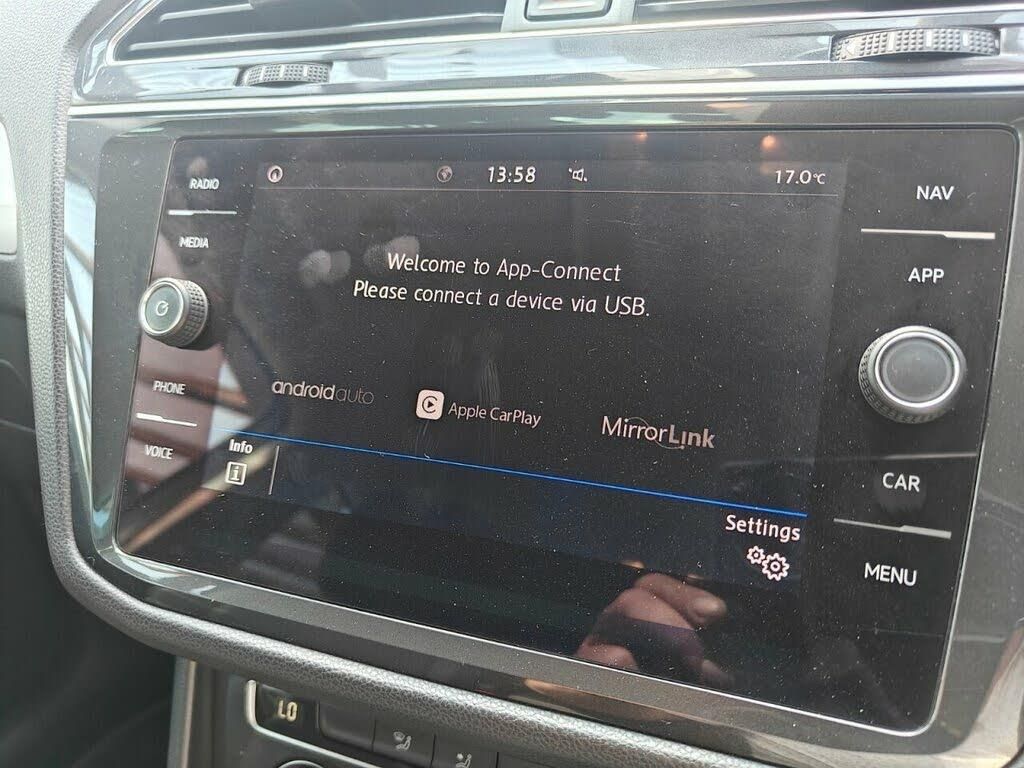 RADIO
MEDIA
PHONE
VOICE
13:58
17.0°C
Welcome to App-Connect
Please connect a device via USB.
androidauto
Apple CarPlay
MirrorLink
Info
i
Settings
NAV
APP
CAR
MENU
LO